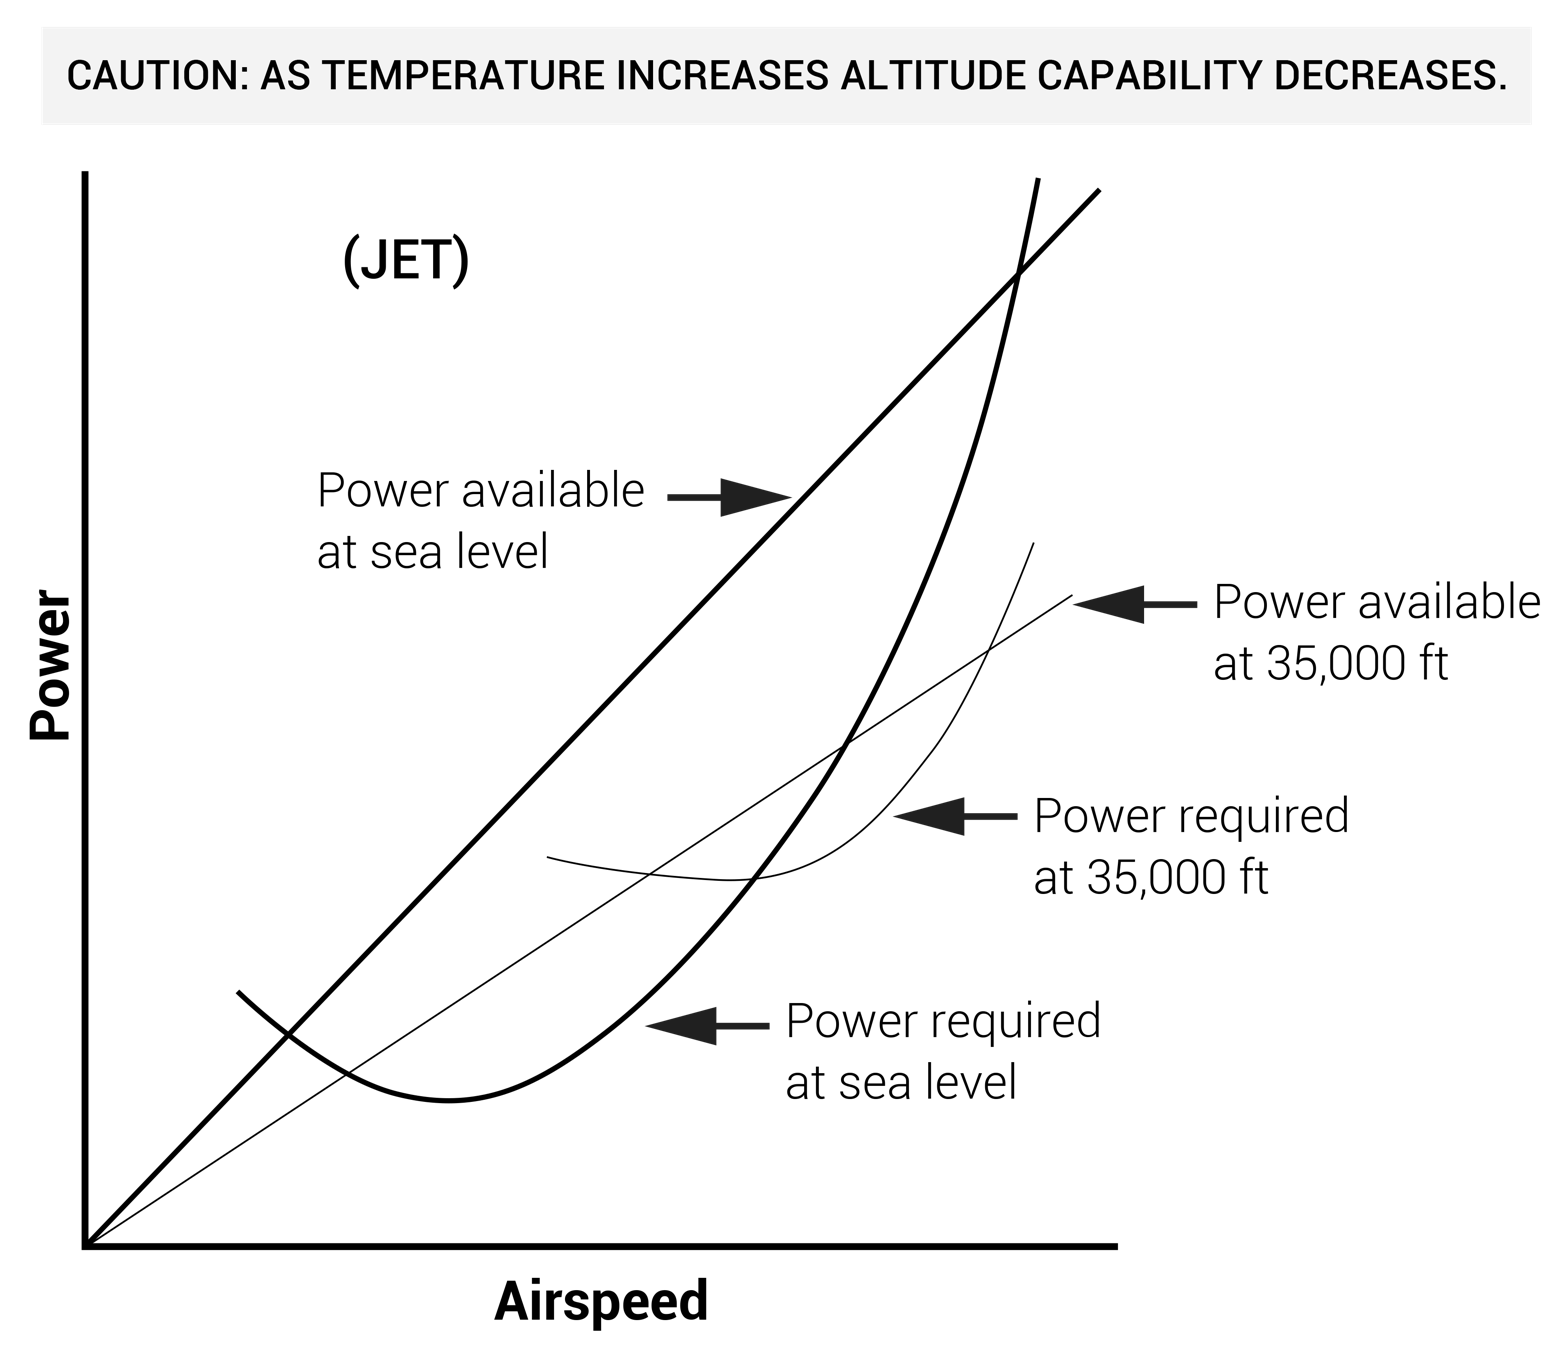 CAUTION: AS TEMPERATURE INCREASES ALTITUDE CAPABILITY DECREASES.
(JET)
Power available
at sea level
Power available
at 35,000 ft
Power
Power required
at 35,000 ft
Power required
at sea level
Airspeed